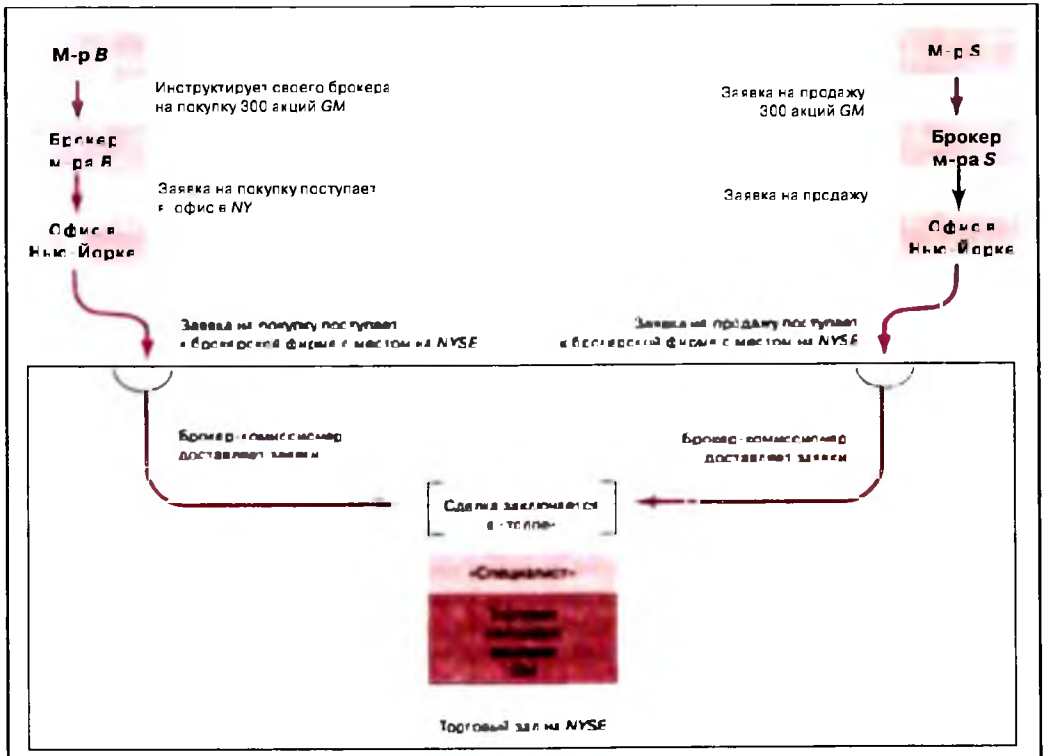 М-р B
Инструктирует своего брокера
на покупку 300 акций GM
Брокер
м-ра B
Заявка на покупку поступает
в офис в NY
Офис в
Нью-Йорке
Заявка на покупку поступает
к брокерской фирме с местом на NYSE
М-р S
Заявка на продажу
300 акций GM
Брокер
м-ра S
Заявка на продажу
Офис в
Нью-Йорке
Заявка на продажу поступает
к брокерской фирме с местом на NYSE
Брокер-комиссионер
доставляет заявки
Брокер-комиссионер
доставляет заявки
Сделка заключается
в «толпе»
«Специалист»
GM
Торговый зал на NYSE